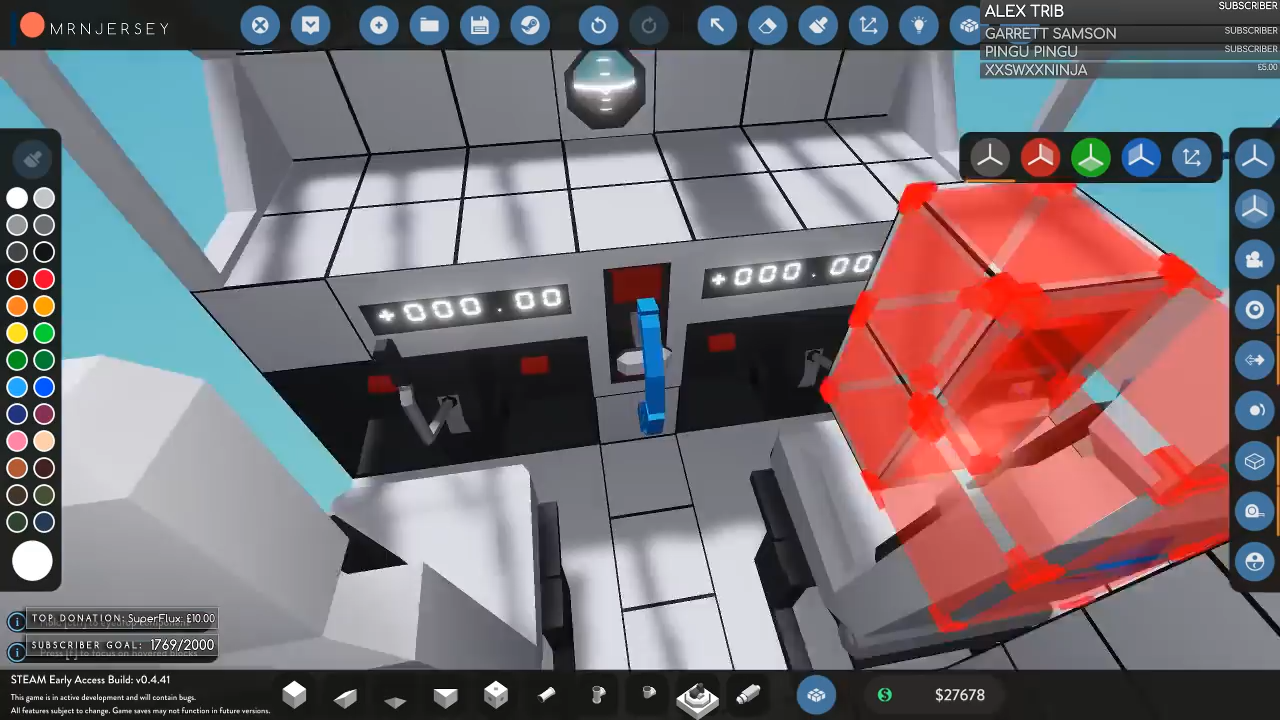 MRNJERSEY
ALEX TRIB SUBSCRIBER
GARRETT SAMSON SUBSCRIBER
PINGU PINGU SUBSCRIBER
XXSWXXNINJA £5.00
+000.00
+000.00
TOP DONATION: SuperFlux: £10.00
SUBSCRIBER GOAL: 1769/2000
STEAM Early Access Build: v0.4.41
This game is in active development and will contain bugs.
All features subject to change. Game saves may not function in future versions.
$ $27678